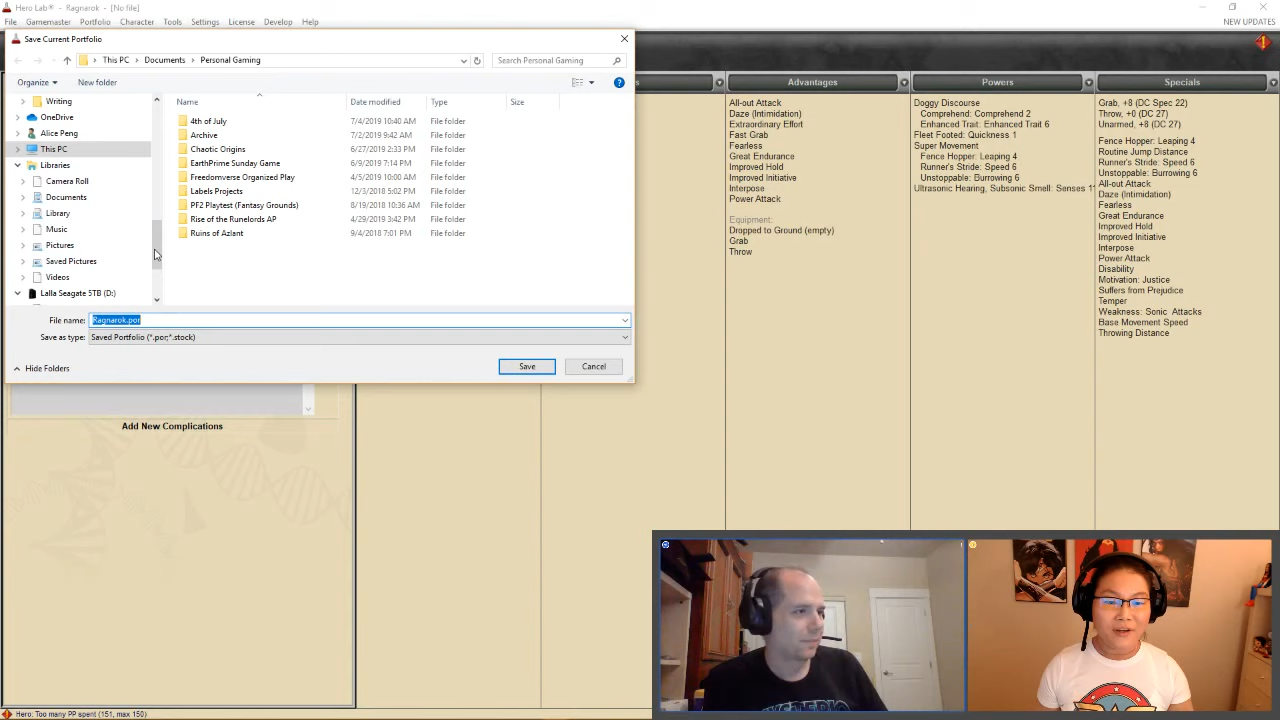 Hero Lab® - Ragnarok - [No file]
File Gamemaster Portfolio Character Tools Settings License Develop Help
NEW UPDATES
Save Current Portfolio
This PC > Documents > Personal Gaming
Search Personal Gaming
Organize New folder
Writing
OneDrive
Alice Peng
This PC
Libraries
Camera Roll
Documents
Library
Music
Pictures
Saved Pictures
Videos
Lalla Seagate 5TB (D:)
Name Date modified Type Size
4th of July 7/4/2019 10:40 AM File folder
Archive 7/2/2019 9:42 AM File folder
Chaotic Origins 6/27/2019 2:33 PM File folder
EarthPrime Sunday Game 6/9/2019 7:14 PM File folder
Freedomverse Organized Play 4/5/2019 10:00 AM File folder
Labels Projects 12/3/2018 5:02 PM File folder
PF2 Playtest (Fantasy Grounds) 8/19/2018 10:36 AM File folder
Rise of the Runelords AP 4/29/2019 3:42 PM File folder
Ruins of Azlant 9/4/2018 7:01 PM File folder
File name: Ragnarok.por
Save as type: Saved Portfolio (*.por;*.stock)
Hide Folders Save Cancel
Add New Complications
Advantages
All-out Attack
Daze (Intimidation)
Extraordinary Effort
Fast Grab
Fearless
Great Endurance
Improved Hold
Improved Initiative
Interpose
Power Attack
Equipment:
Dropped to Ground (empty)
Grab
Throw
Powers
Doggy Discourse
Comprehend: Comprehend 2
Enhanced Trait: Enhanced Trait 6
Fleet Footed: Quickness 1
Super Movement
Fence Hopper: Leaping 4
Runner's Stride: Speed 6
Unstoppable: Burrowing 6
Ultrasonic Hearing, Subsonic Smell: Senses 1
Specials
Grab, +8 (DC Spec 22)
Throw, +0 (DC 27)
Unarmed, +8 (DC 27)
Fence Hopper: Leaping 4
Routine Jump Distance
Runner's Stride: Speed 6
Unstoppable: Burrowing 6
All-out Attack
Daze (Intimidation)
Fearless
Great Endurance
Improved Hold
Improved Initiative
Interpose
Power Attack
Disability
Motivation: Justice
Suffers from Prejudice
Temper
Weakness: Sonic Attacks
Base Movement Speed
Throwing Distance
Hero: Too many PP spent (151, max 150)